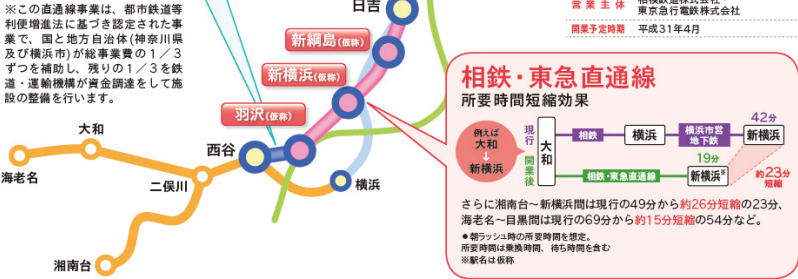 ※この直通線事業は、都市鉄道等
利便増進法に基づき認定された事
業で、国と地方自治体(神奈川県
及び横浜市)が総事業費の1/3
ずつを補助し、残りの1/3を鉄
道・運輸機構が資金調達をして施
設の整備を行います。
日吉
新綱島(仮称)
新横浜(仮称)
羽沢(仮称)
西谷
大和
海老名
二俣川
横浜
湘南台
営業主体 相模鉄道株式会社・
東京急行電鉄株式会社
開業予定時期 平成31年4月
相鉄・東急直通線
所要時間短縮効果
例えば
大和
↓
新横浜
現行
開業後
大和
相鉄
横浜
横浜市営
地下鉄
42分
新横浜
相鉄・東急直通線
19分
新横浜※
約23分
短縮
さらに湘南台~新横浜間は現行の49分から約26分短縮の23分、
海老名~目黒間は現行の69分から約15分短縮の54分など。
●朝ラッシュ時の所要時間を想定。
所要時間は乗換時間、待ち時間を含む
※駅名は仮称